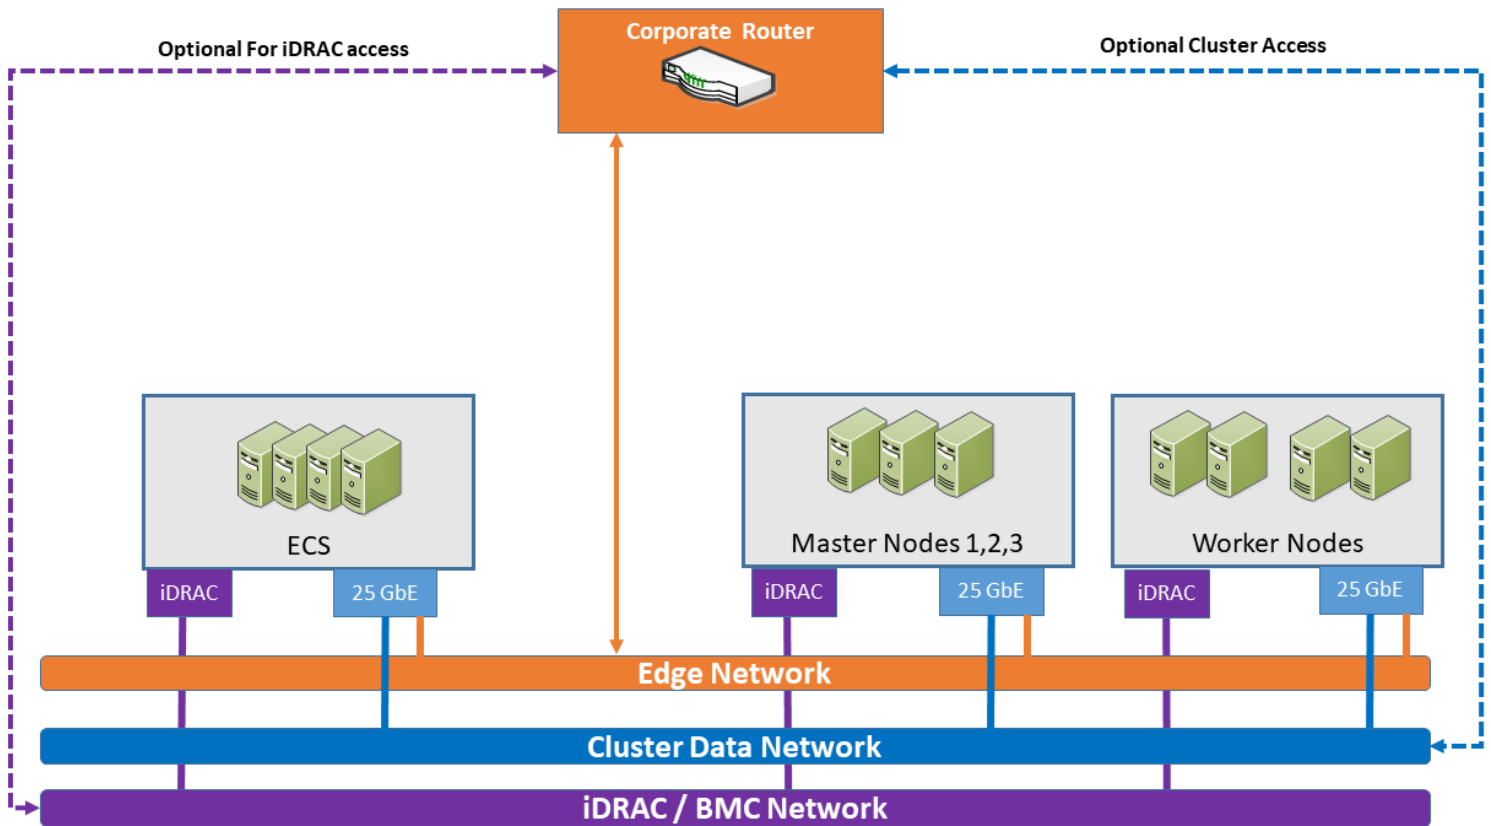 Optional For iDRAC access
Corporate Router
Optional Cluster Access
ECS
Master Nodes 1,2,3
Worker Nodes
iDRAC
25 GbE
iDRAC
25 GbE
iDRAC
25 GbE
Edge Network
Cluster Data Network
iDRAC / BMC Network